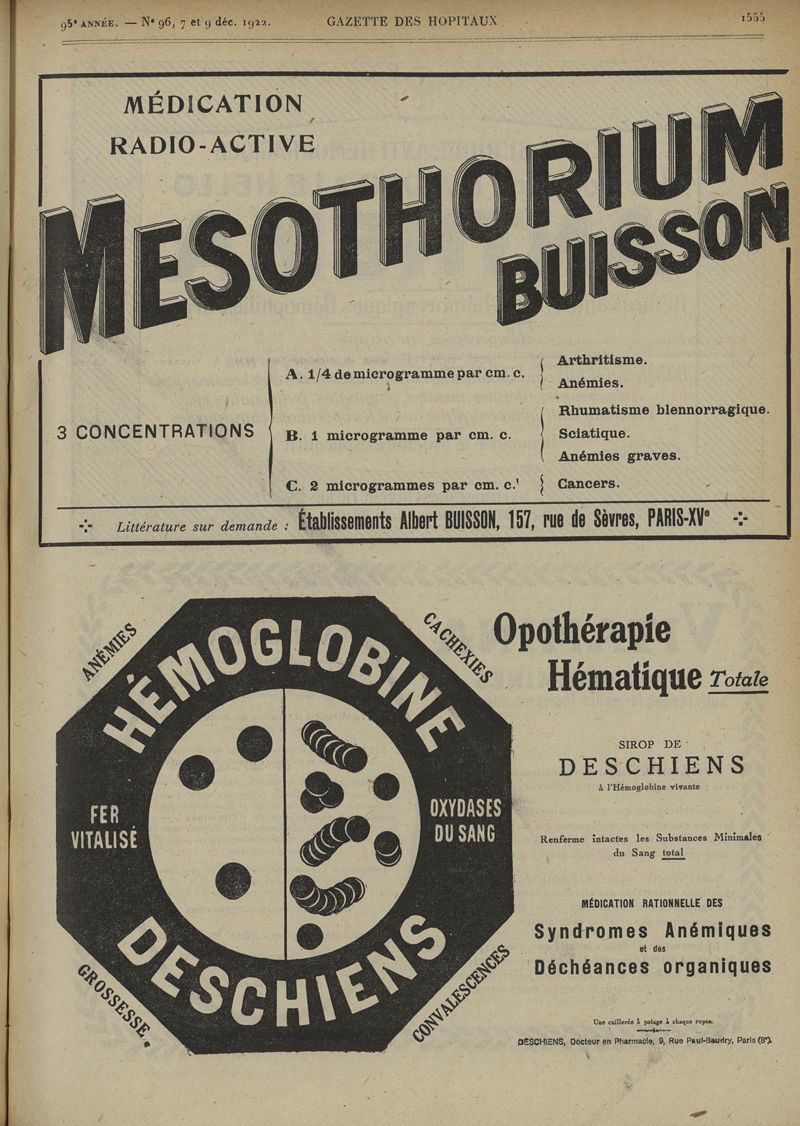 95e ANNÉE. — No 96, 7 et 9 déc. 1922.
GAZETTE DES HOPITAUX
1555
MÉDICATION
RADIO-ACTIVE
MESOTHORIUM
BUISSON
3 CONCENTRATIONS
A. 1/4 de microgramme par cm. c.
Arthritisme.
Anémies.
B. 1 microgramme par cm. c.
Rhumatisme blennorragique.
Sciatique.
Anémies graves.
C. 2 microgrammes par cm. c.
Cancers.
Littérature sur demande : Établissements Albert BUISSON, 157, rue de Sèvres, PARIS-XVe
ANÉMIES
CACHEXIES
HÉMOGLOBINE
FER
VITALISÉ
OXYDASES
DU SANG
DESCHIENS
GROSSESSE.
CONVALESCENCES
Opothérapie
Hématique Totale
SIROP DE
DESCHIENS
à l'Hémoglobine vivante
Renferme intactes les Substances Minimales
du Sang total
MÉDICATION RATIONNELLE DES
Syndromes Anémiques
et des
Déchéances organiques
Une cuillerée à potage à chaque repas.
DESCHIENS, Docteur en Pharmacie, 9, Rue Paul-Baudry, Paris (8e).